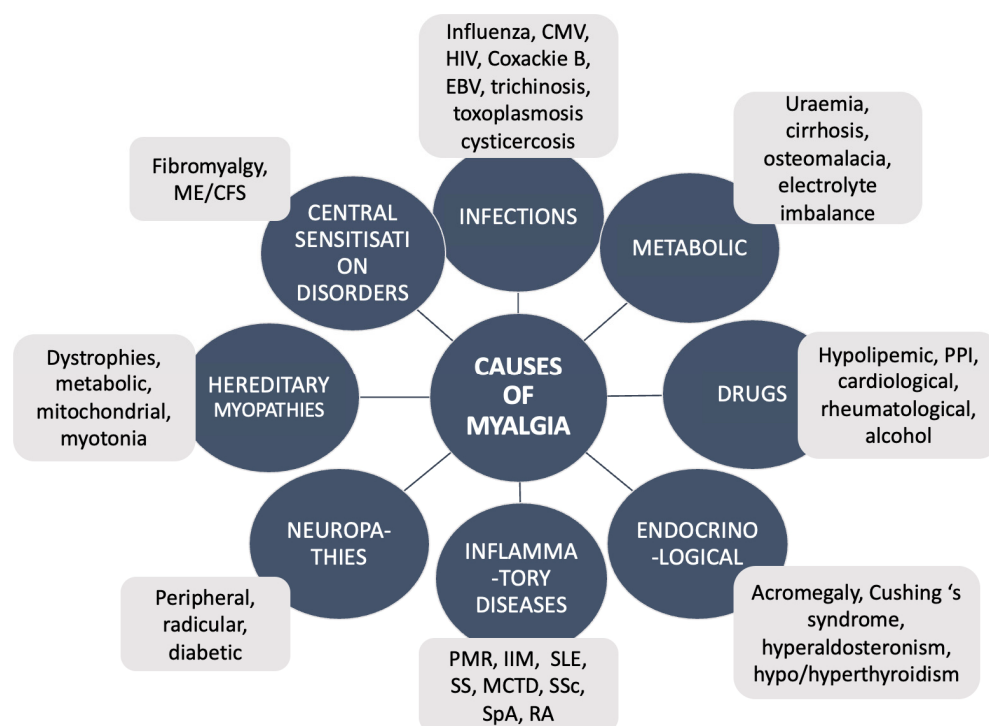 Influenza, CMV,
HIV, Coxackie B,
EBV, trichinosis,
toxoplasmosis
cysticercosis
INFECTIONS
Uraemia,
cirrhosis,
osteomalacia,
electrolyte
imbalance
METABOLIC
Hypolipemic, PPI,
cardiological,
rheumatological,
alcohol
DRUGS
ENDOCRINO
-LOGICAL
Acromegaly, Cushing ‘s
syndrome,
hyperaldosteronism,
hypo/hyperthyroidism
INFLAMMA
-TORY
DISEASES
PMR, IIM, SLE,
SS, MCTD, SSc,
SpA, RA
NEUROPA-
THIES
Peripheral,
radicular,
diabetic
HEREDITARY
MYOPATHIES
Dystrophies,
metabolic,
mitochondrial,
myotonia
CENTRAL
SENSITISATI
ON
DISORDERS
Fibromyalgy,
ME/CFS
CAUSES
OF
MYALGIA